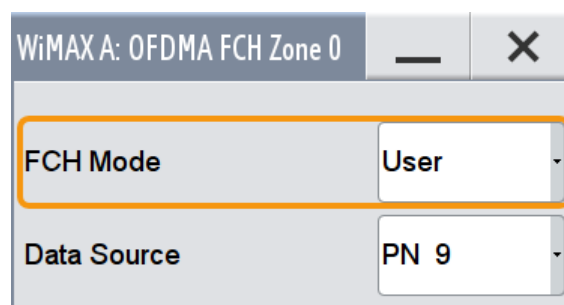 WiMAX A: OFDMA FCH Zone 0
FCH Mode User
Data Source PN 9